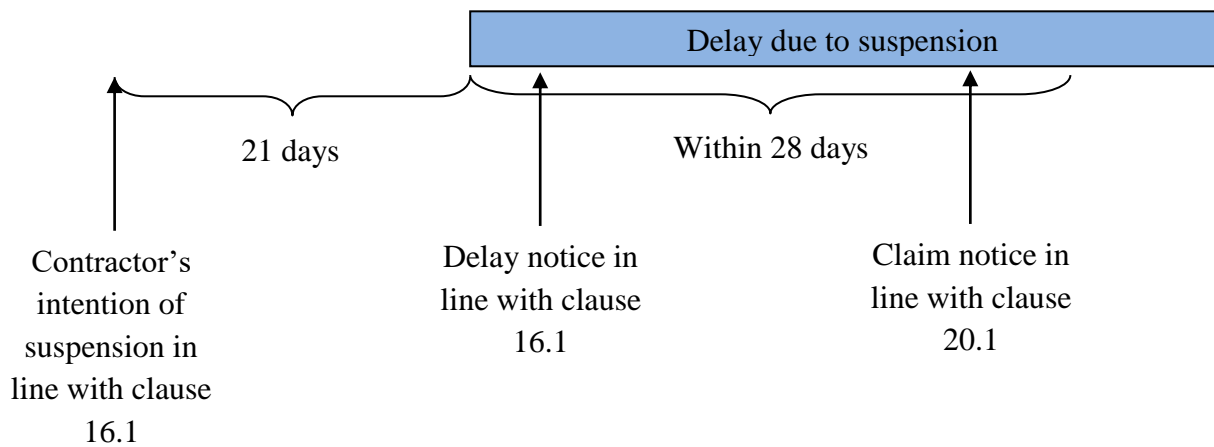 Delay due to suspension
21 days
Within 28 days
Contractor’s
intention of
suspension in
line with clause
16.1
Delay notice in
line with clause
16.1
Claim notice in
line with clause
20.1